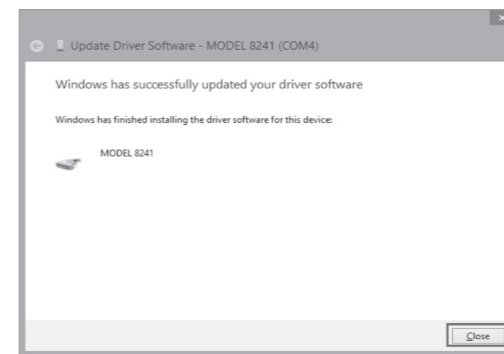 Update Driver Software - MODEL 8241 (COM4)
Windows has successfully updated your driver software
Windows has finished installing the driver software for this device:
MODEL 8241
Close